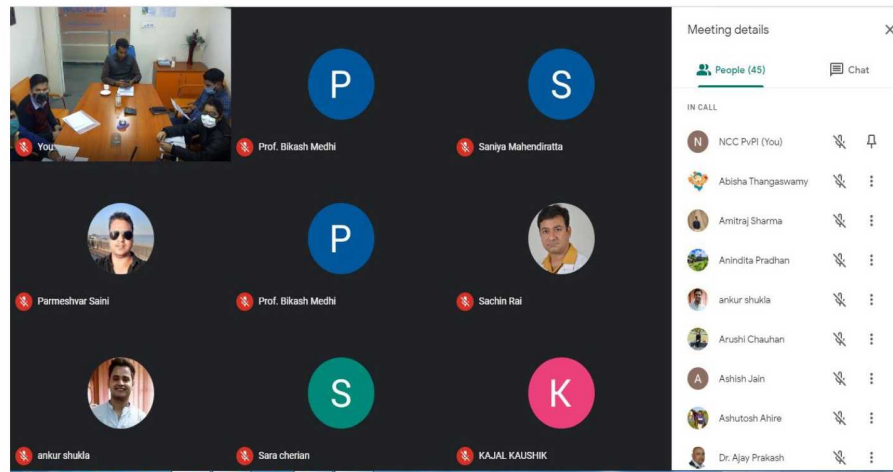 Meeting details
People (45)
Chat
IN CALL
N NCC PvPI (You)
Abisha Thangaswamy
Amitraj Sharma
Anindita Pradhan
ankur shukla
Arushi Chauhan
A Ashish Jain
Ashutosh Ahire
Dr. Ajay Prakash
You
P
Prof. Bikash Medhi
S
Saniya Mahendiratta
Parmeshvar Saini
P
Prof. Bikash Medhi
Sachin Rai
ankur shukla
S
Sara cherian
K
KAJAL KAUSHIK